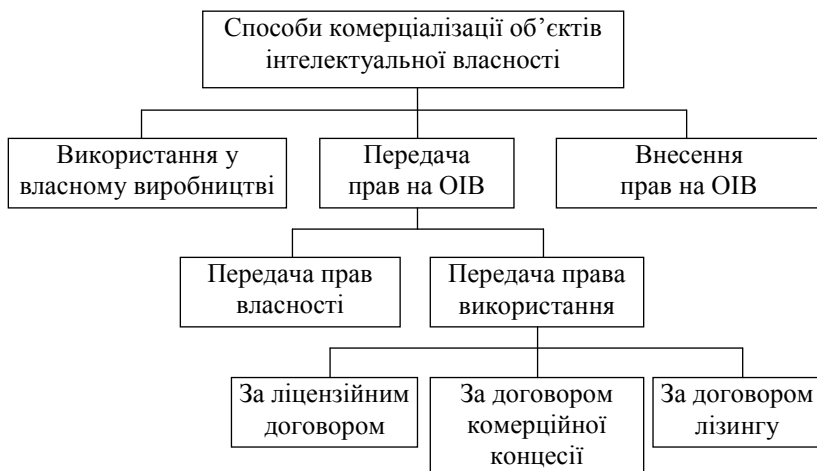 Способи комерціалізації об’єктів
інтелектуальної власності
Використання у
власному виробництві
Передача
прав на ОІВ
Внесення
прав на ОІВ
Передача прав
власності
Передача права
використання
За ліцензійним
договором
За договором
комерційної
концесії
За договором
лізингу